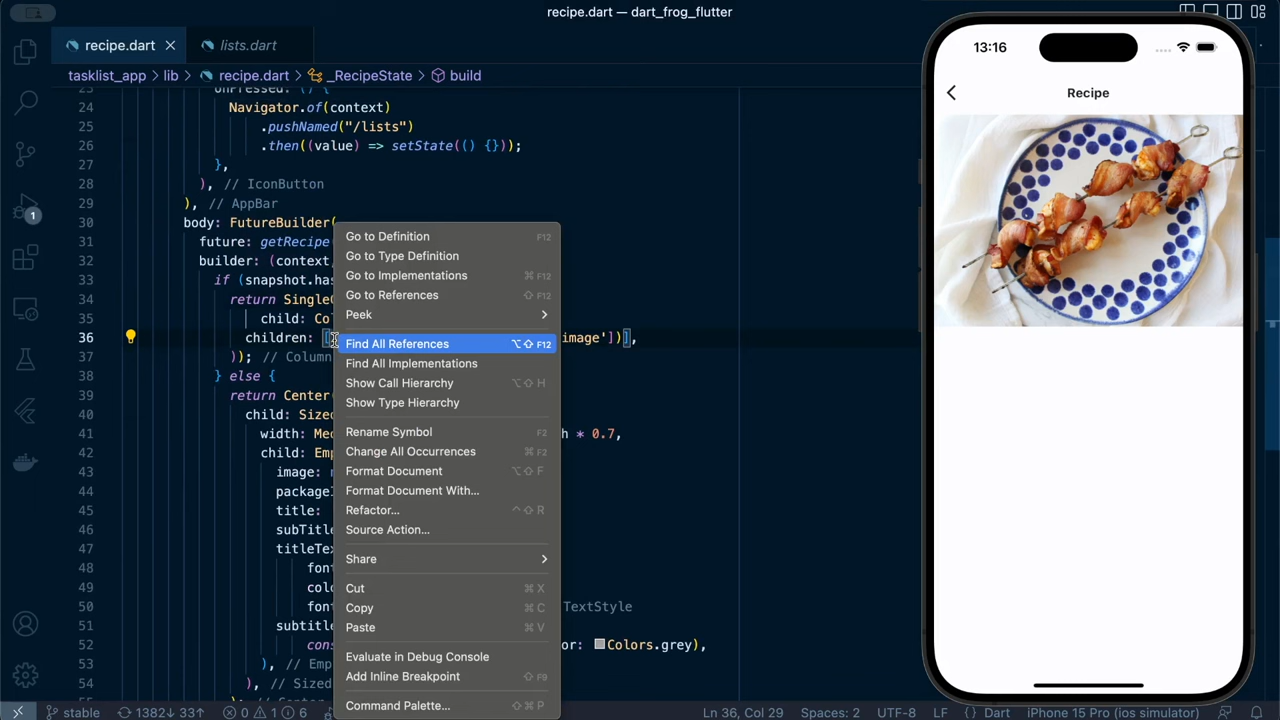 recipe.dart — dart_frog_flutter
recipe.dart
lists.dart
tasklist_app > lib > recipe.dart > _RecipeState > build
23 onPressed: () {
24 Navigator.of(context)
25 .pushNamed("/lists")
26 .then((value) => setState(() {}));
27 },
28 ), // IconButton
29 ), // AppBar
30 body: FutureBuilder(
31 future: getRecipe
32 builder: (context,
33 if (snapshot.has
34 return Single
35 child: Co
36 children: [ image'])],
37 )); // Column
38 } else {
39 return Center(
40 child: Sized
41 width: Med h * 0.7,
42 child: Emp
43 image: n
44 package
45 title:
46 subTitle
47 titleTex
48 font
49 colo
50 font TextStyle
51 subtitle
52 cons or: Colors.grey),
53 ), // Emp
54 ), // Sized
Go to Definition F12
Go to Type Definition
Go to Implementations ⌘ F12
Go to References ⇧ F12
Peek
Find All References ⌥⇧ F12
Find All Implementations
Show Call Hierarchy ⌥⇧ H
Show Type Hierarchy
Rename Symbol F2
Change All Occurrences ⌘ F2
Format Document ⌥⇧ F
Format Document With...
Refactor... ^⇧ R
Source Action...
Share
Cut ⌘ X
Copy ⌘ C
Paste ⌘ V
Evaluate in Debug Console
Add Inline Breakpoint ⇧ F9
Command Palette... ⇧⌘ P
1
13:16
Recipe
stable 1382↓ 33↑ 0 1 6 Ln 36, Col 29 Spaces: 2 UTF-8 LF {} Dart iPhone 15 Pro (ios simulator)